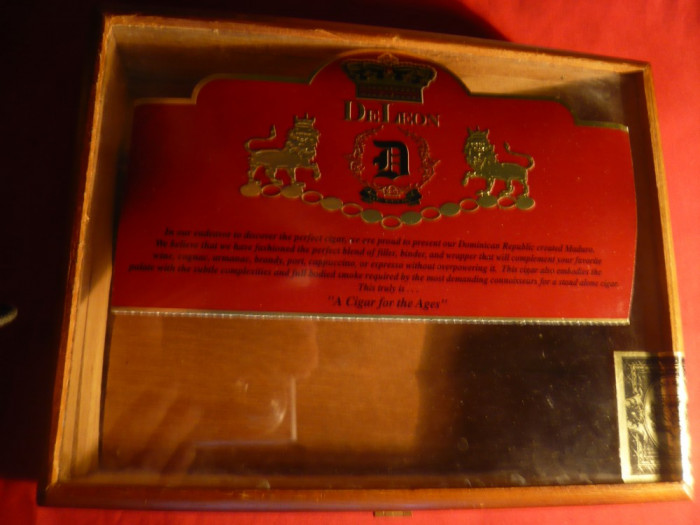 DeLeon
D
In our endeavor to discover the perfect cigar, we are proud to present our Dominican Republic created Maduro.
We believe that we have fashioned the perfect blend of filler, binder, and wrapper that will complement your favorite
wine, cognac, armanac, brandy, port, cappuccino, or espresso without overpowering it. This cigar also embodies the
palate with the subtle complexities and full bodied smoke required by the most demanding connoisseurs for a stand alone cigar.
This truly is . . .
"A Cigar for the Ages"